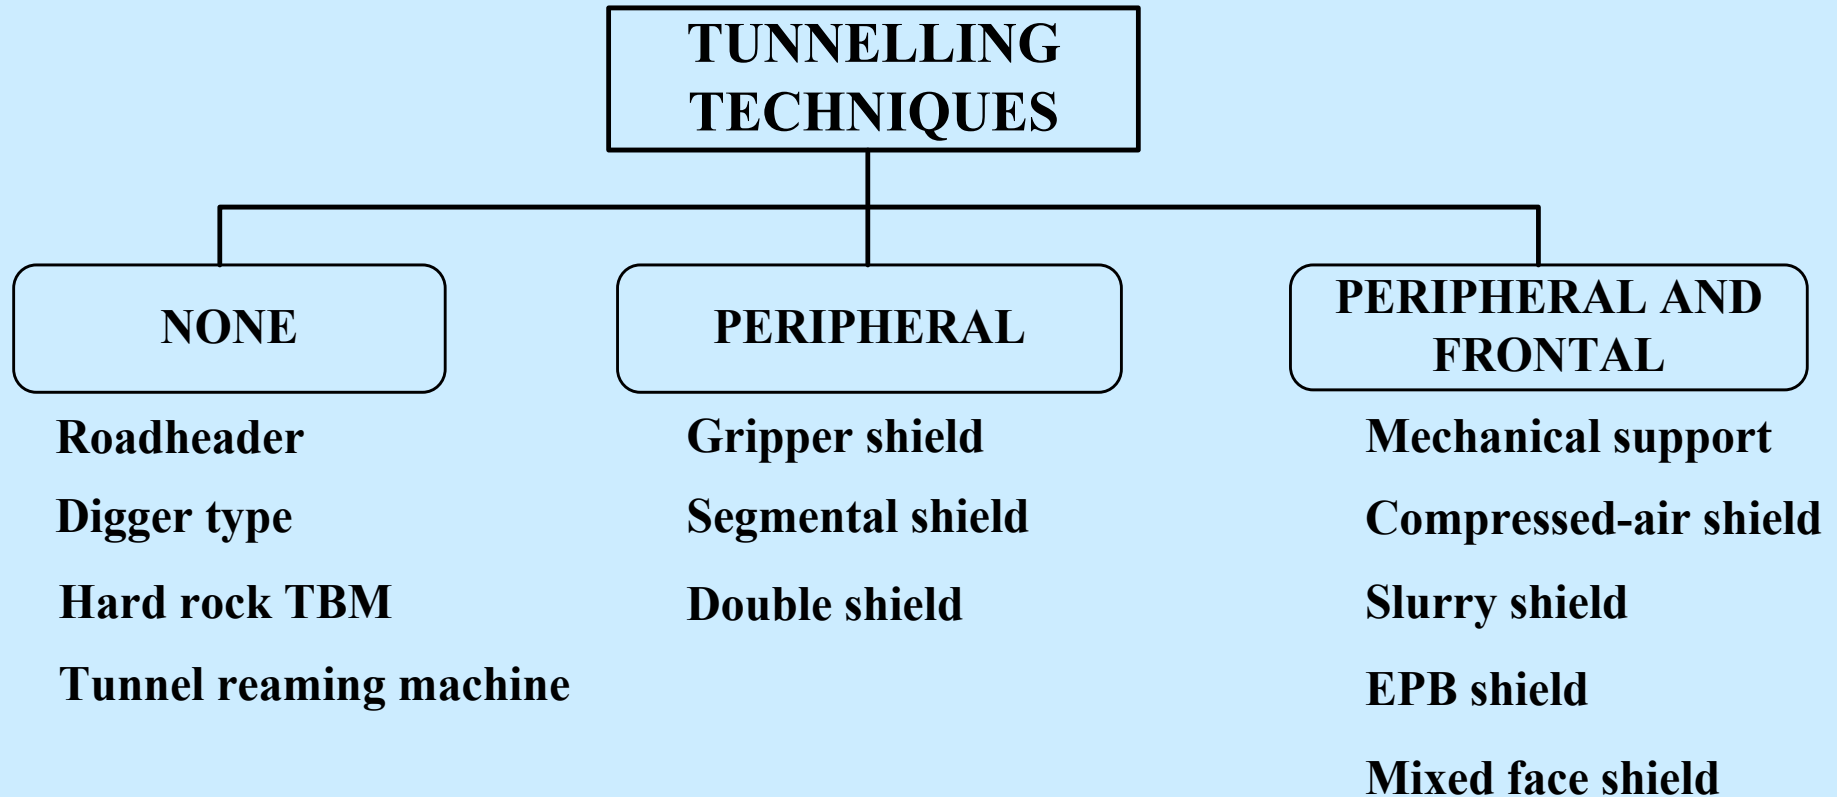 TUNNELLING
TECHNIQUES
NONE
PERIPHERAL
PERIPHERAL AND
FRONTAL
Roadheader
Digger type
Hard rock TBM
Tunnel reaming machine
Gripper shield
Segmental shield
Double shield
Mechanical support
Compressed-air shield
Slurry shield
EPB shield
Mixed face shield